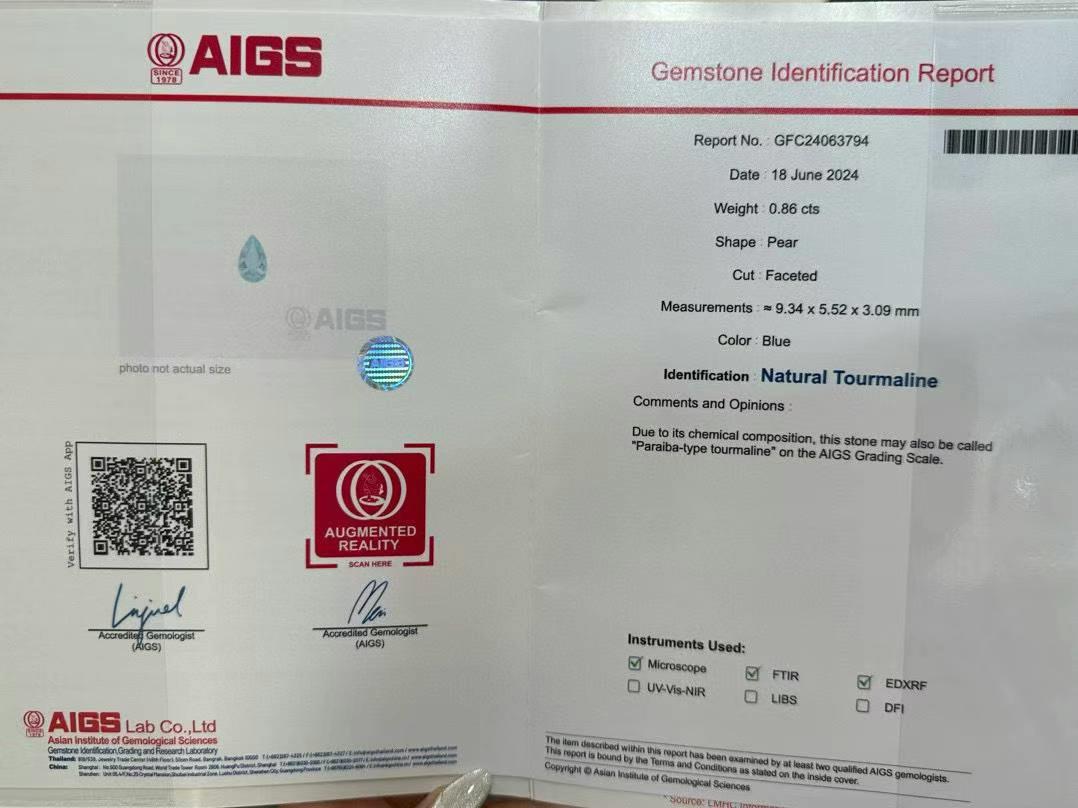 SINCE
1978
AIGS
Gemstone Identification Report
Report No. : GFC24063794
Date : 18 June 2024
Weight : 0.86 cts
Shape : Pear
Cut : Faceted
Measurements : ≈ 9.34 x 5.52 x 3.09 mm
Color : Blue
Identification : Natural Tourmaline
Comments and Opinions :
Due to its chemical composition, this stone may also be called
"Paraiba-type tourmaline" on the AIGS Grading Scale.
AIGS
photo not actual size
AIGS
Verify with AIGS App
AUGMENTED
REALITY
SCAN HERE
Accredited Gemologist
(AIGS)
Accredited Gemologist
(AIGS)
Instruments Used:
Microscope FTIR EDXRF
UV-Vis-NIR LIBS DFI
AIGS Lab Co.,Ltd
Asian Institute of Gemological Sciences
Gemstone Identification,Grading and Research Laboratory
Thailand:
China:
The item described within this report has been examined by at least two qualified AIGS gemologists.
This report is bound by the Terms and Conditions as stated on the inside cover.
Copyright © Asian Institute of Gemological Sciences
* Source: LMHC